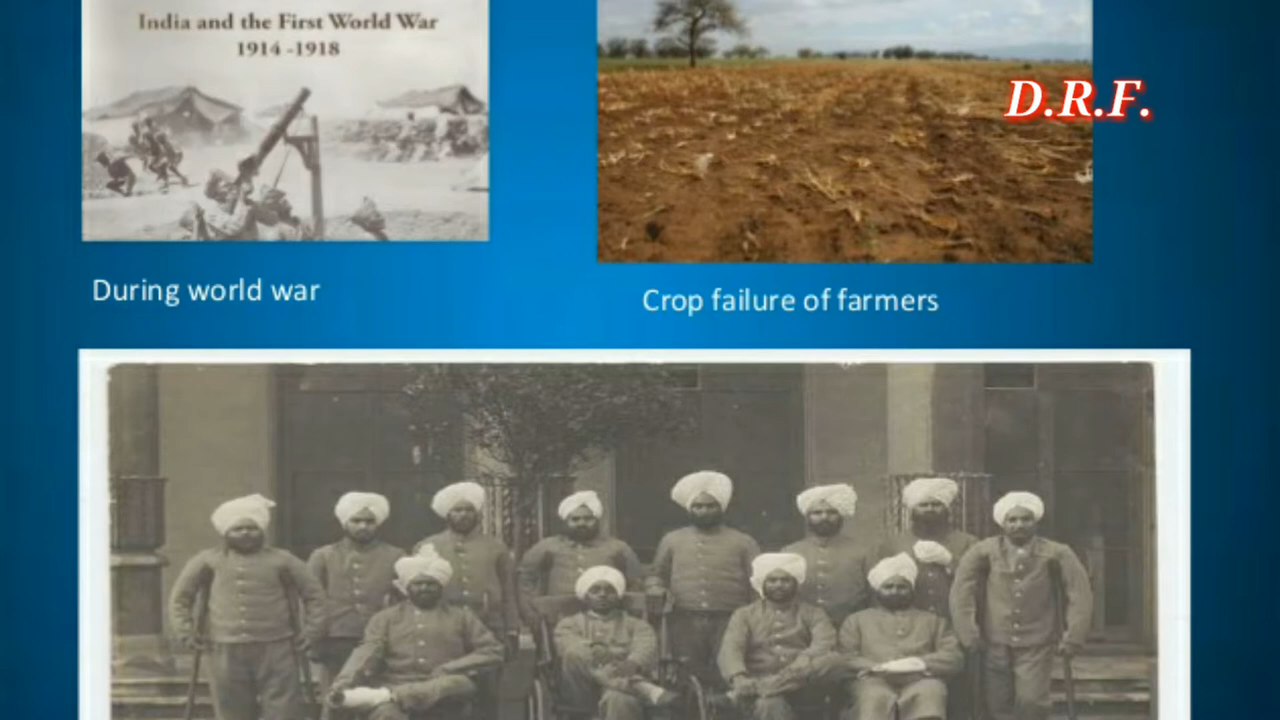 India and the First World War
1914 -1918
D.R.F.
During world war
Crop failure of farmers